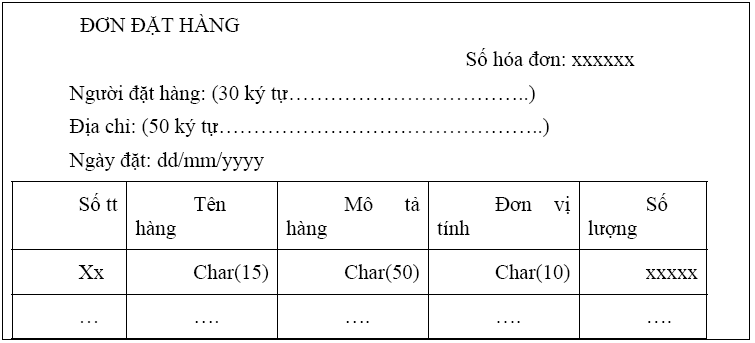 ĐƠN ĐẶT HÀNG
Số hóa đơn: xxxxxx
Người đặt hàng: (30 ký tự……………………………..)
Địa chỉ: (50 ký tự………………………………………..)
Ngày đặt: dd/mm/yyyy
Số tt Tên hàng Mô tả hàng Đơn vị tính Số lượng
Xx Char(15) Char(50) Char(10) xxxxx
… …. …. …. ….